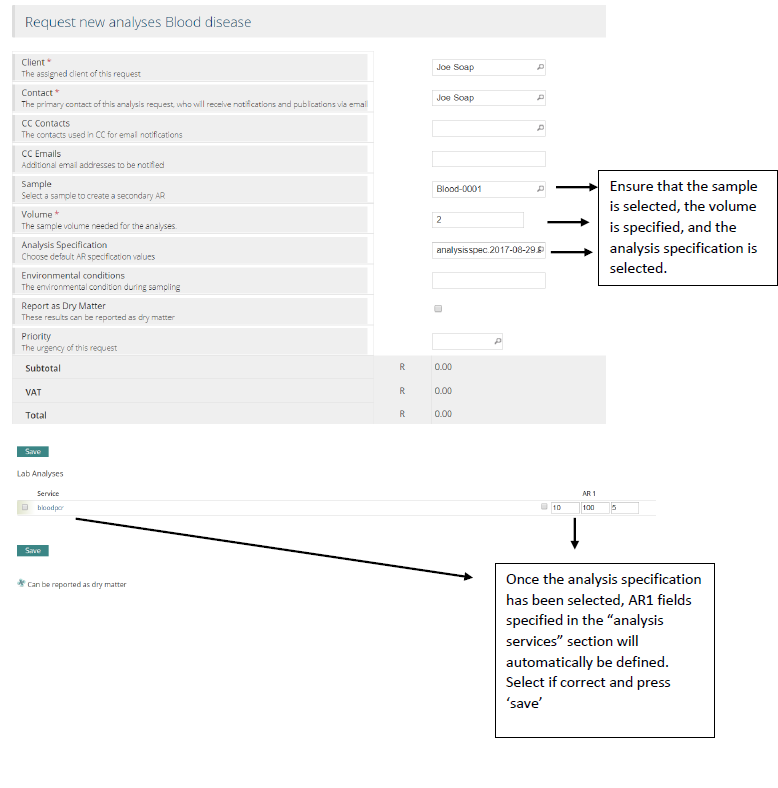 Request new analyses Blood disease
Client *
The assigned client of this request
Joe Soap
Contact *
The primary contact of this analysis request, who will receive notifications and publications via email
Joe Soap
CC Contacts
The contacts used in CC for email notifications
CC Emails
Additional email addresses to be notified
Sample
Select a sample to create a secondary AR
Blood-0001
Volume *
The sample volume needed for the analyses.
2
Analysis Specification
Choose default AR specification values
analysisspec.2017-08-29.
Environmental conditions
The environmental condition during sampling
Report as Dry Matter
These results can be reported as dry matter
Priority
The urgency of this request
Subtotal R 0.00
VAT R 0.00
Total R 0.00
Ensure that the sample
is selected, the volume
is specified, and the
analysis specification is
selected.
Save
Lab Analyses
Service AR 1
10 100 5
Save
Can be reported as dry matter
Once the analysis specification
has been selected, AR1 fields
specified in the “analysis
services” section will
automatically be defined.
Select if correct and press
‘save’